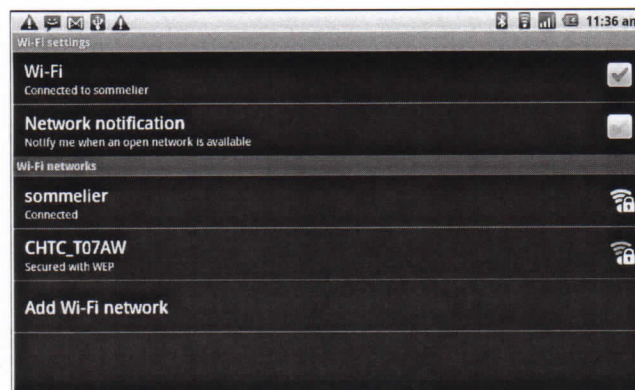 11:36 am
Wi-Fi settings
Wi-Fi
Connected to sommelier
Network notification
Notify me when an open network is available
Wi-Fi networks
sommelier
Connected
CHTC_T07AW
Secured with WEP
Add Wi-Fi network